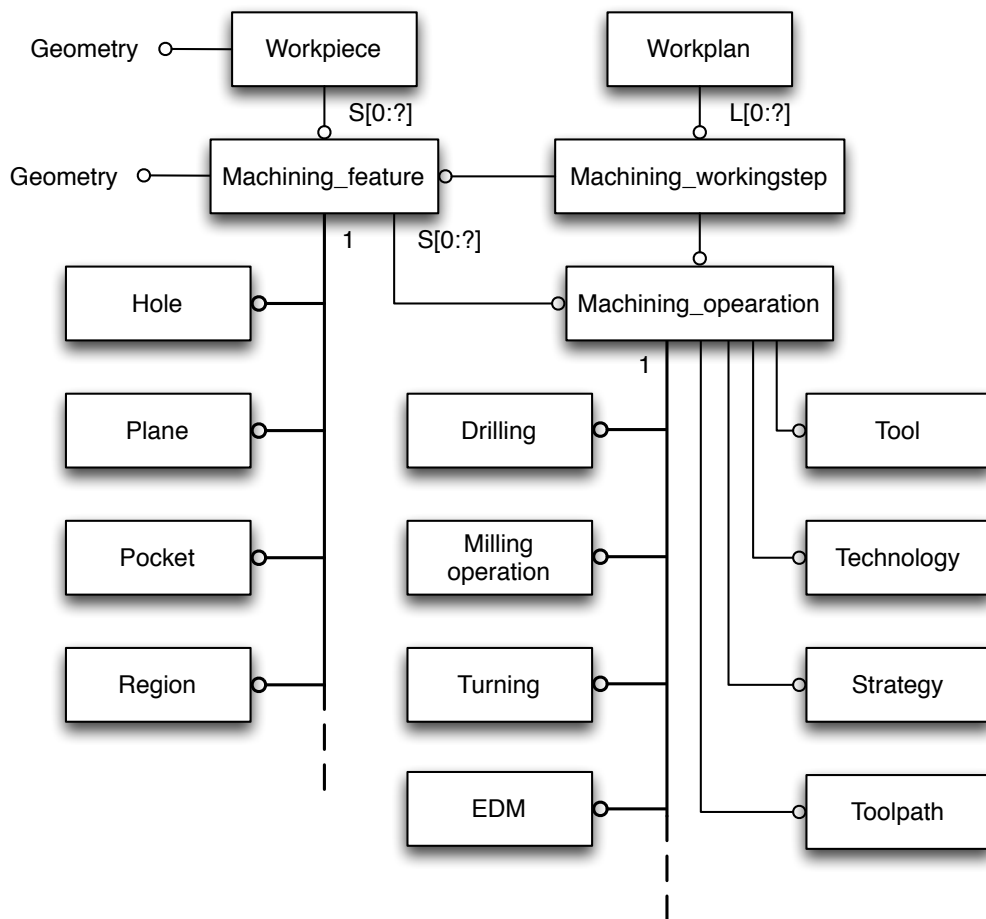 Geometry
Workpiece
Workplan
S[0:?]
L[0:?]
Geometry
Machining_feature
Machining_workingstep
1
S[0:?]
Hole
Machining_opearation
1
Plane
Drilling
Tool
Pocket
Milling
operation
Technology
Region
Turning
Strategy
EDM
Toolpath